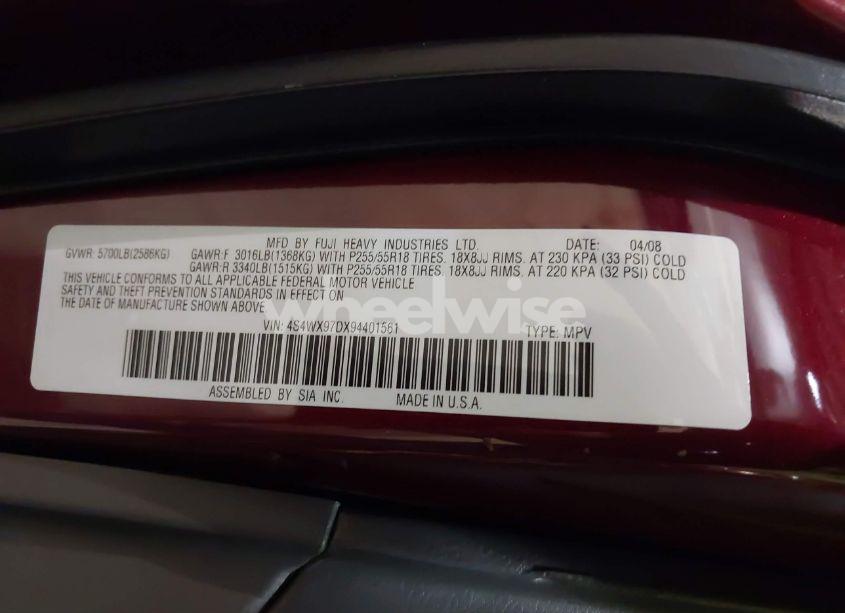 MFD BY FUJI HEAVY INDUSTRIES LTD. DATE: 04/08
GVWR: 5700LB(2586KG) GAWR:F 3016LB(1368KG) WITH P255/55R18 TIRES. 18X8JJ RIMS. AT 230 KPA (33 PSI) COLD
GAWR:R 3340LB(1515KG) WITH P255/55R18 TIRES. 18X8JJ RIMS. AT 220 KPA (32 PSI) COLD
THIS VEHICLE CONFORMS TO ALL APPLICABLE FEDERAL MOTOR VEHICLE
SAFETY AND THEFT PREVENTION STANDARDS IN EFFECT ON
THE DATE OF MANUFACTURE SHOWN ABOVE.
wheelwise
VIN: 4S4WX97DX94401561 TYPE: MPV
ASSEMBLED BY SIA INC. MADE IN U.S.A.